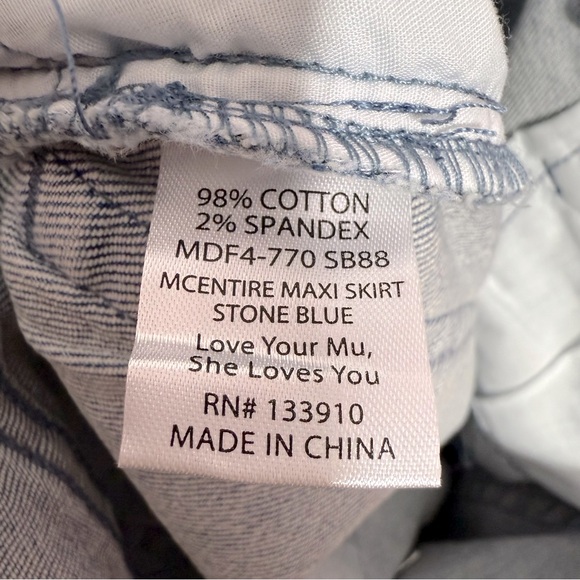 98% COTTON
2% SPANDEX
MDF4-770 SB88
MCENTIRE MAXI SKIRT
STONE BLUE
Love Your Mu,
She Loves You
RN# 133910
MADE IN CHINA